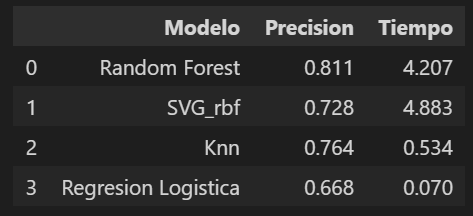 Modelo Precision Tiempo
0 Random Forest 0.811 4.207
1 SVG_rbf 0.728 4.883
2 Knn 0.764 0.534
3 Regresion Logistica 0.668 0.070